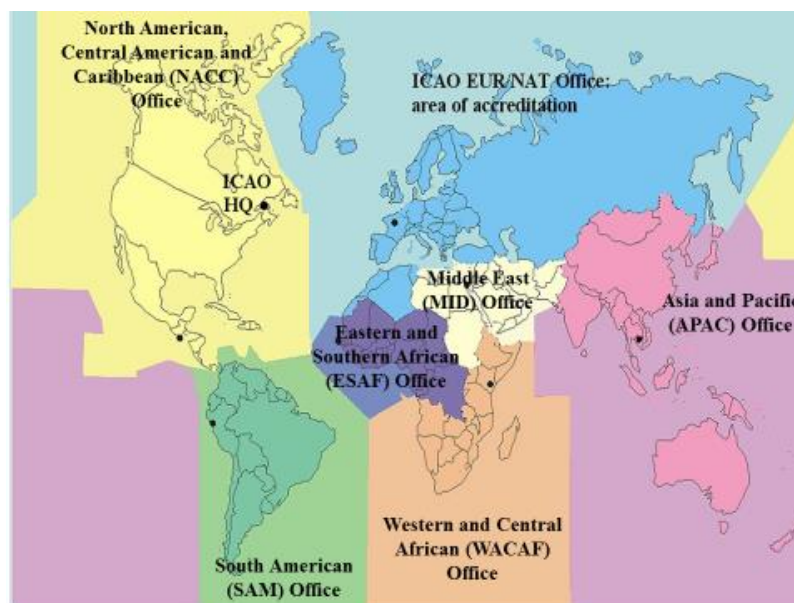 North American,
Central American and
Caribbean (NACC)
Office
ICAO EUR/NAT Office:
area of accreditation
ICAO
HQ
Middle East
(MID) Office
Asia and Pacific
(APAC) Office
Eastern and
Southern African
(ESAF) Office
Western and Central
African (WACAF)
Office
South American
(SAM) Office